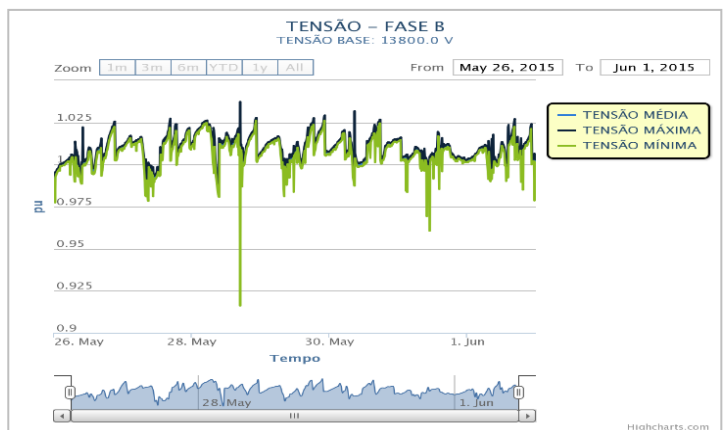 TENSÃO – FASE B
TENSÃO BASE: 13800.0 V
Zoom 1m 3m 6m YTD 1y All From May 26, 2015 To Jun 1, 2015
TENSÃO MÉDIA
TENSÃO MÁXIMA
TENSÃO MÍNIMA
1.025
1
0.975
0.95
0.925
0.9
pu
26. May 28. May 30. May 1. Jun
Tempo
28. May 1. Jun
Highcharts.com